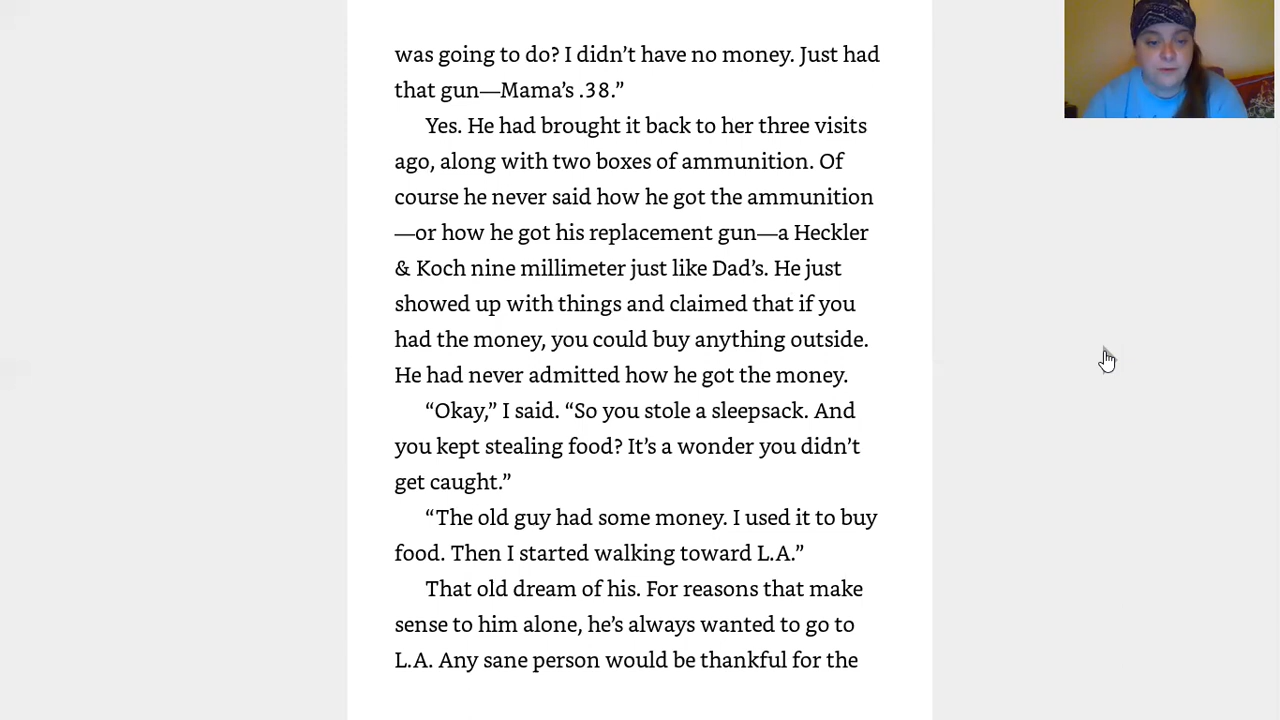 was going to do? I didn’t have no money. Just had
that gun—Mama’s .38.”
Yes. He had brought it back to her three visits
ago, along with two boxes of ammunition. Of
course he never said how he got the ammunition
—or how he got his replacement gun—a Heckler
& Koch nine millimeter just like Dad’s. He just
showed up with things and claimed that if you
had the money, you could buy anything outside.
He had never admitted how he got the money.
“Okay,” I said. “So you stole a sleepsack. And
you kept stealing food? It’s a wonder you didn’t
get caught.”
“The old guy had some money. I used it to buy
food. Then I started walking toward L.A.”
That old dream of his. For reasons that make
sense to him alone, he’s always wanted to go to
L.A. Any sane person would be thankful for the